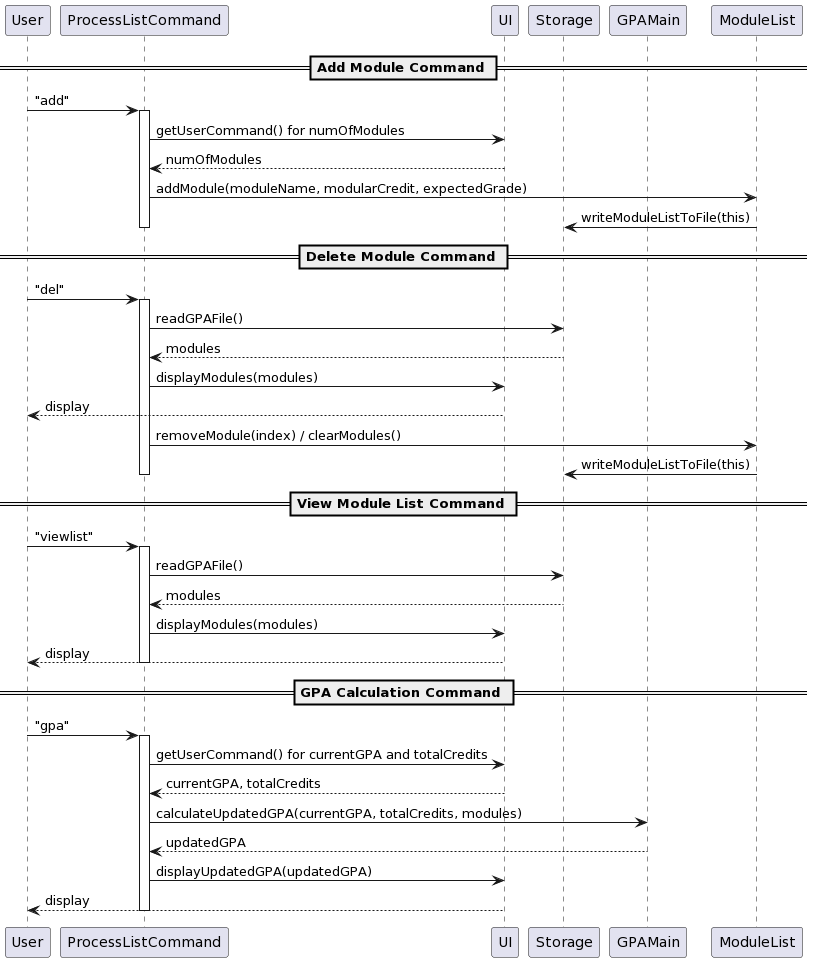 User ProcessListCommand UI Storage GPAMain ModuleList
Add Module Command
"add"
getUserCommand() for numOfModules
numOfModules
addModule(moduleName, modularCredit, expectedGrade)
writeModuleListToFile(this)
Delete Module Command
"del"
readGPAFile()
modules
displayModules(modules)
display
removeModule(index) / clearModules()
writeModuleListToFile(this)
View Module List Command
"viewlist"
readGPAFile()
modules
displayModules(modules)
display
GPA Calculation Command
"gpa"
getUserCommand() for currentGPA and totalCredits
currentGPA, totalCredits
calculateUpdatedGPA(currentGPA, totalCredits, modules)
updatedGPA
displayUpdatedGPA(updatedGPA)
display
User ProcessListCommand UI Storage GPAMain ModuleList